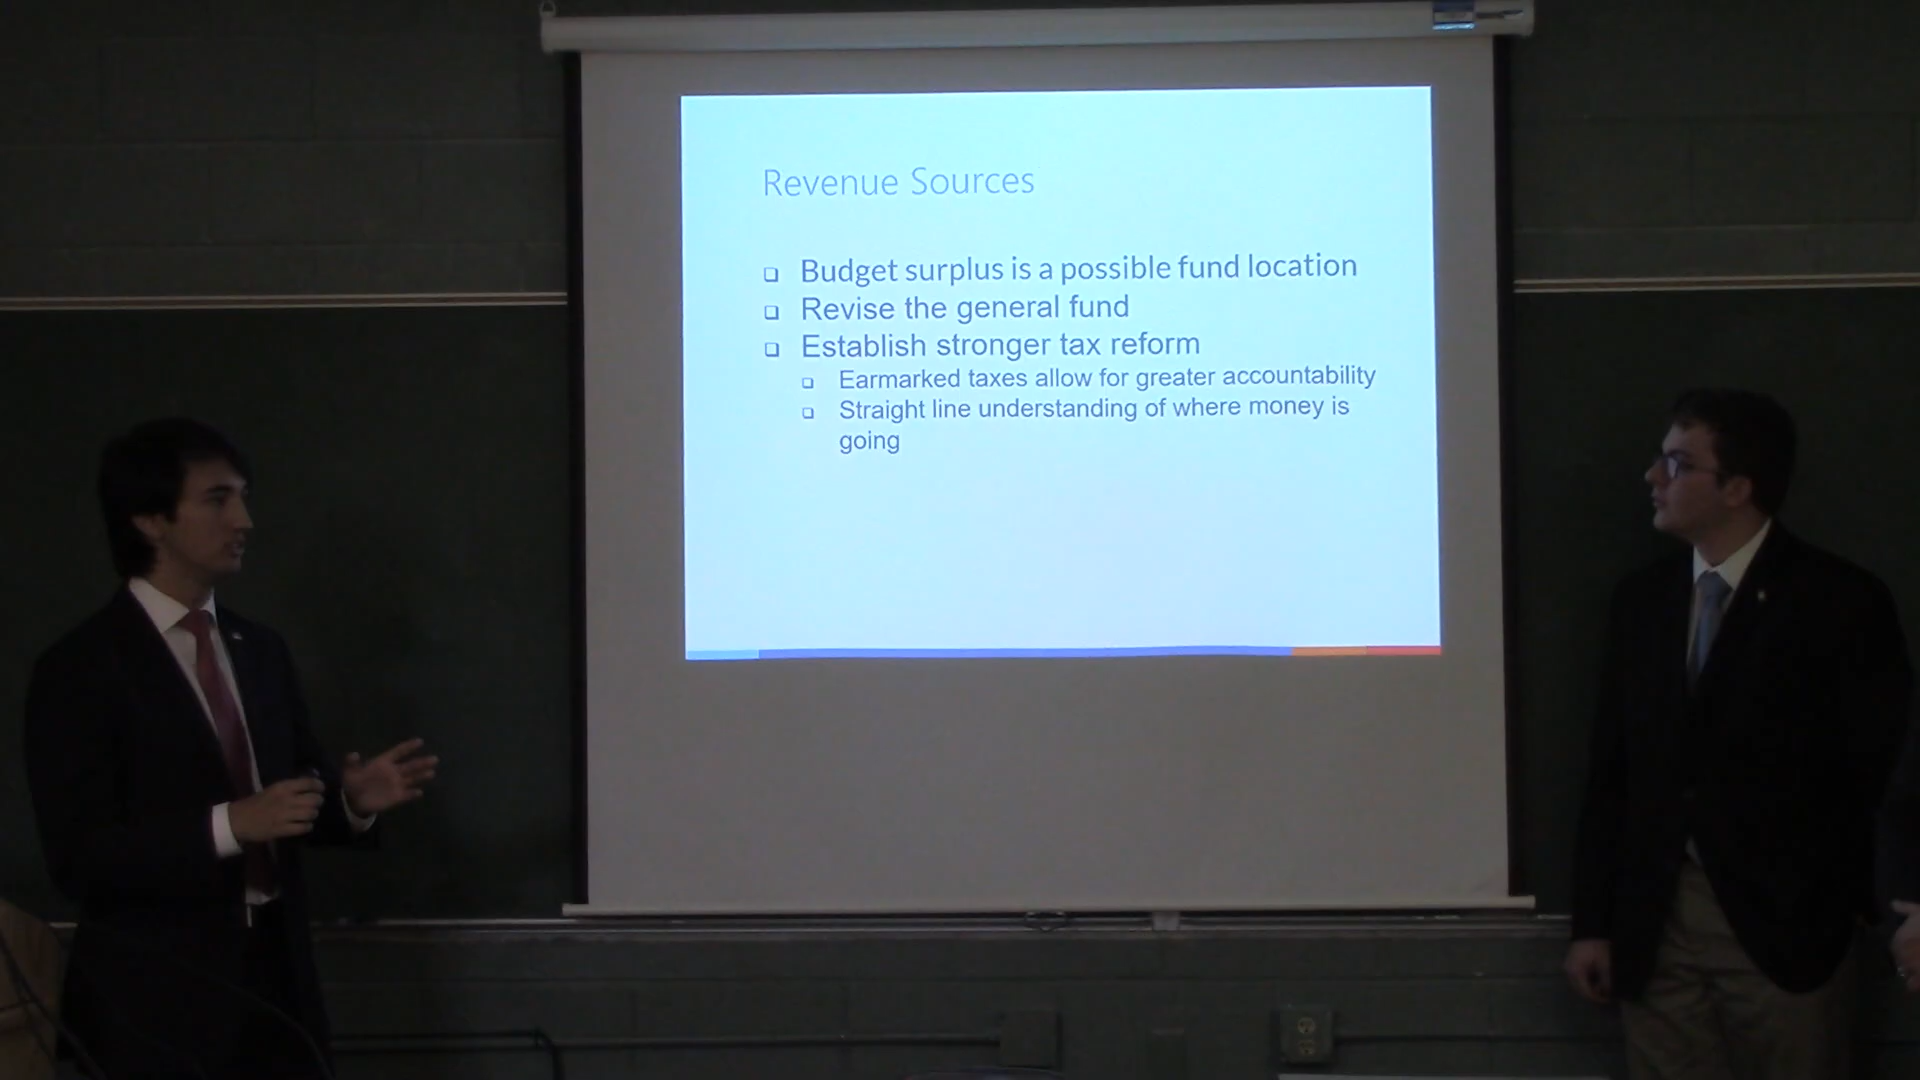 Revenue Sources
Budget surplus is a possible fund location
Revise the general fund
Establish stronger tax reform
Earmarked taxes allow for greater accountability
Straight line understanding of where money is
going